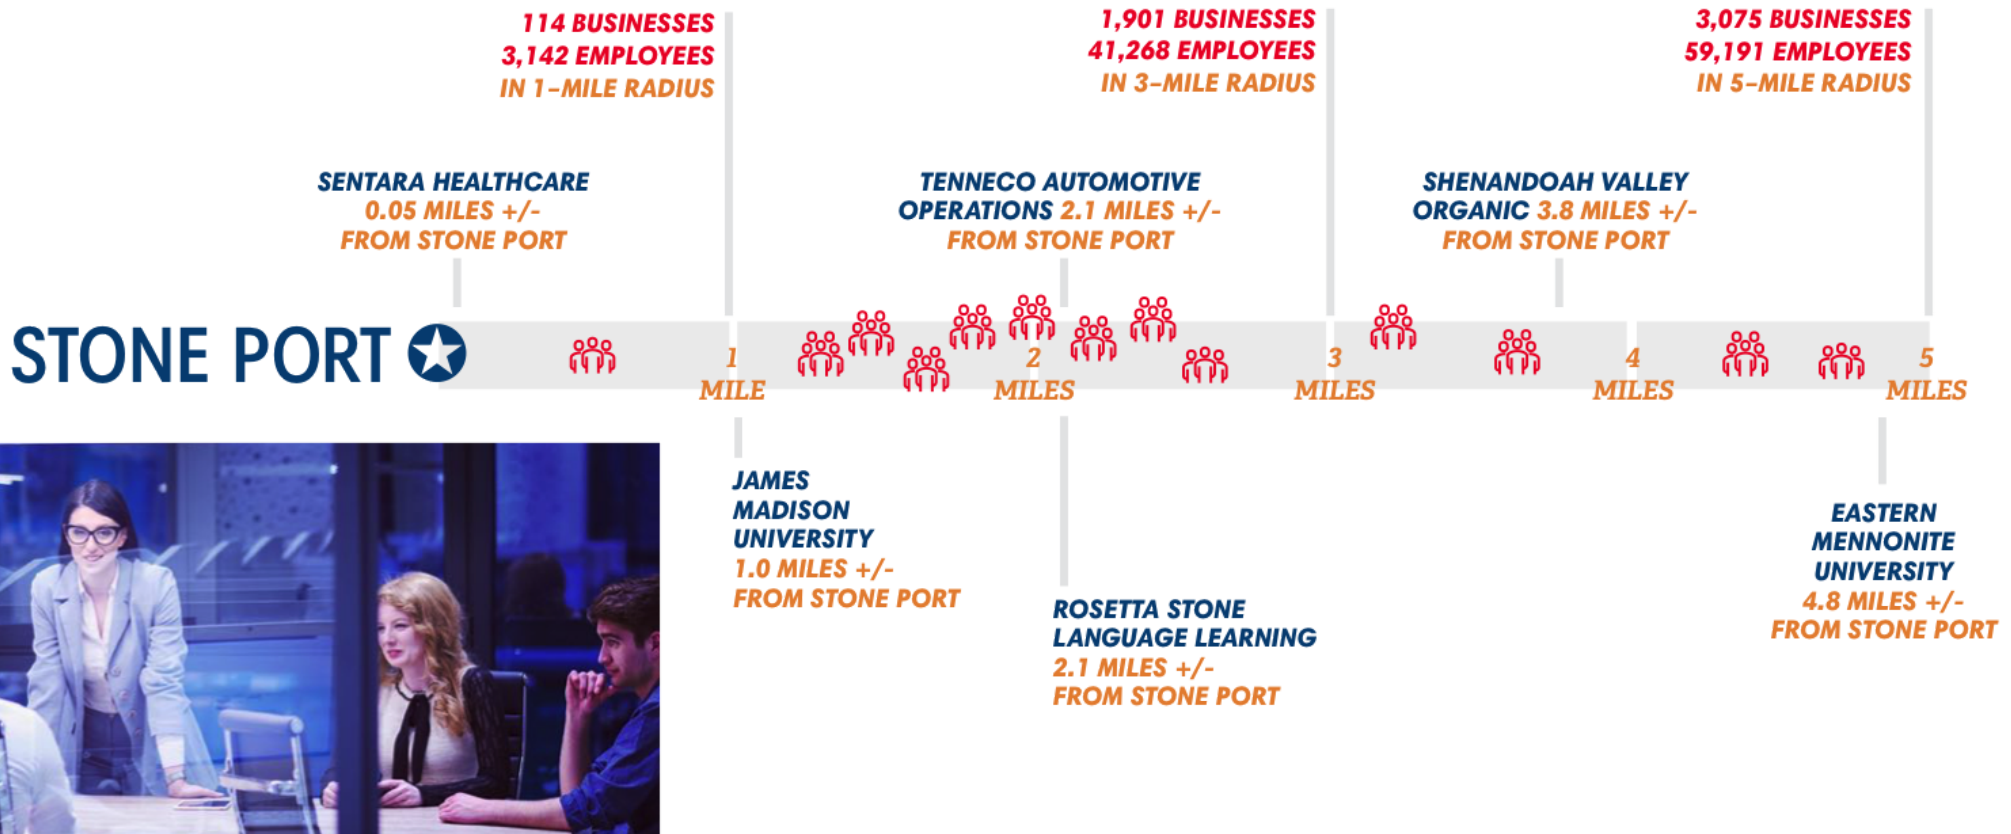 114 BUSINESSES
3,142 EMPLOYEES
IN 1-MILE RADIUS
1,901 BUSINESSES
41,268 EMPLOYEES
IN 3-MILE RADIUS
3,075 BUSINESSES
59,191 EMPLOYEES
IN 5-MILE RADIUS
SENTARA HEALTHCARE
0.05 MILES +/-
FROM STONE PORT
TENNECO AUTOMOTIVE
OPERATIONS 2.1 MILES +/-
FROM STONE PORT
SHENANDOAH VALLEY
ORGANIC 3.8 MILES +/-
FROM STONE PORT
STONE PORT
1
MILE
2
MILES
3
MILES
4
MILES
5
MILES
JAMES
MADISON
UNIVERSITY
1.0 MILES +/-
FROM STONE PORT
ROSETTA STONE
LANGUAGE LEARNING
2.1 MILES +/-
FROM STONE PORT
EASTERN
MENNONITE
UNIVERSITY
4.8 MILES +/-
FROM STONE PORT